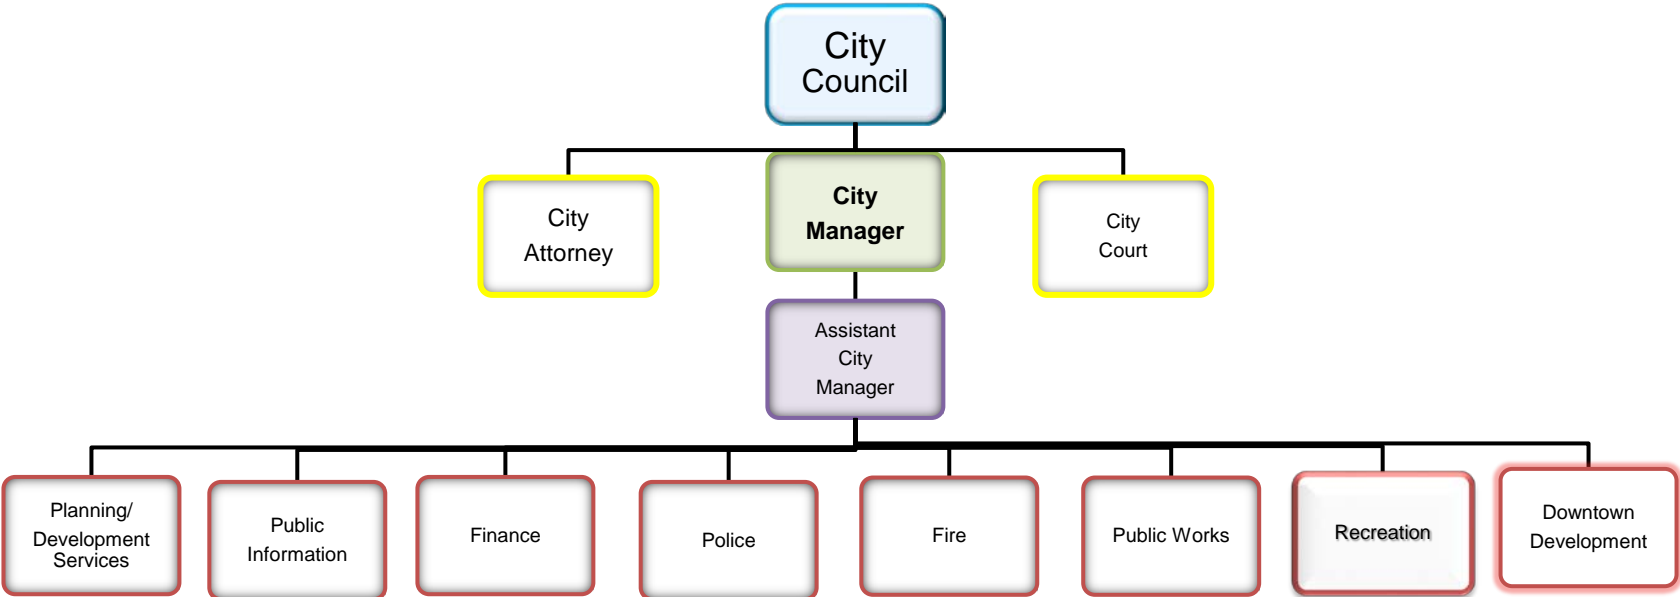 City
Council
City
Attorney
City
Manager
City
Court
Assistant
City
Manager
Planning/
Development
Services
Public
Information
Finance
Police
Fire
Public Works
Recreation
Downtown
Development